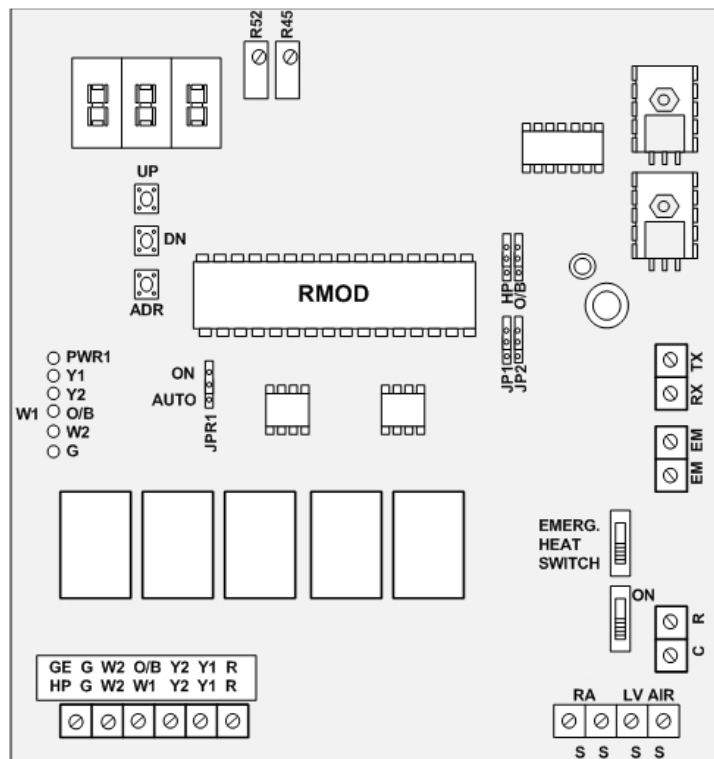 R52
R45
UP
DN
ADR
RMOD
HP
O/B
JP1
JP2
TX
RX
PWR1
Y1
Y2
W1 O/B
W2
G
ON
AUTO
JPR1
EM
EM
EMERG.
HEAT
SWITCH
ON
R
C
GE G W2 O/B Y2 Y1 R
HP G W2 W1 Y2 Y1 R
RA LV AIR
S S S S